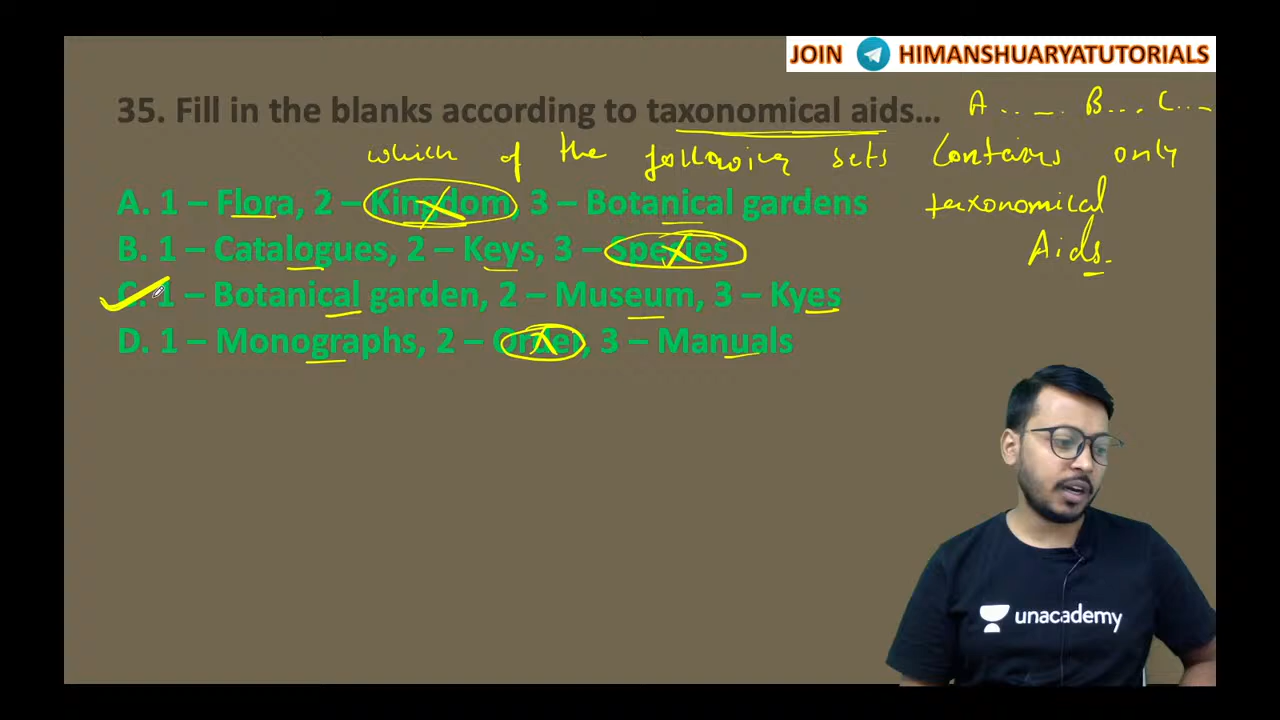 JOIN HIMANSHUARYATUTORIALS
35. Fill in the blanks according to taxonomical aids... A..... B.... C....
which of the following sets contains only
A. 1 – Flora, 2 – Kingdom, 3 – Botanical gardens taxonomical
B. 1 – Catalogues, 2 – Keys, 3 – Species Aids.
C. 1 – Botanical garden, 2 – Museum, 3 – Kyes
D. 1 – Monographs, 2 – Order, 3 – Manuals
unacademy